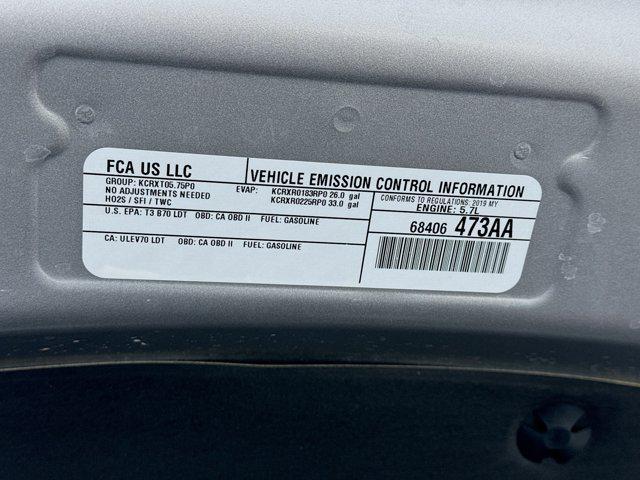 FCA US LLC
VEHICLE EMISSION CONTROL INFORMATION
GROUP: KCRXT05.75P0
NO ADJUSTMENTS NEEDED
HO2S / SFI / TWC
EVAP: KCRXR0183RP0 26.0 gal
KCRXR0225RP0 33.0 gal
CONFORMS TO REGULATIONS: 2019 MY
ENGINE: 5.7L
U.S. EPA: T3 B70 LDT OBD: CA OBD II FUEL: GASOLINE
68406 473AA
CA: ULEV70 LDT OBD: CA OBD II FUEL: GASOLINE